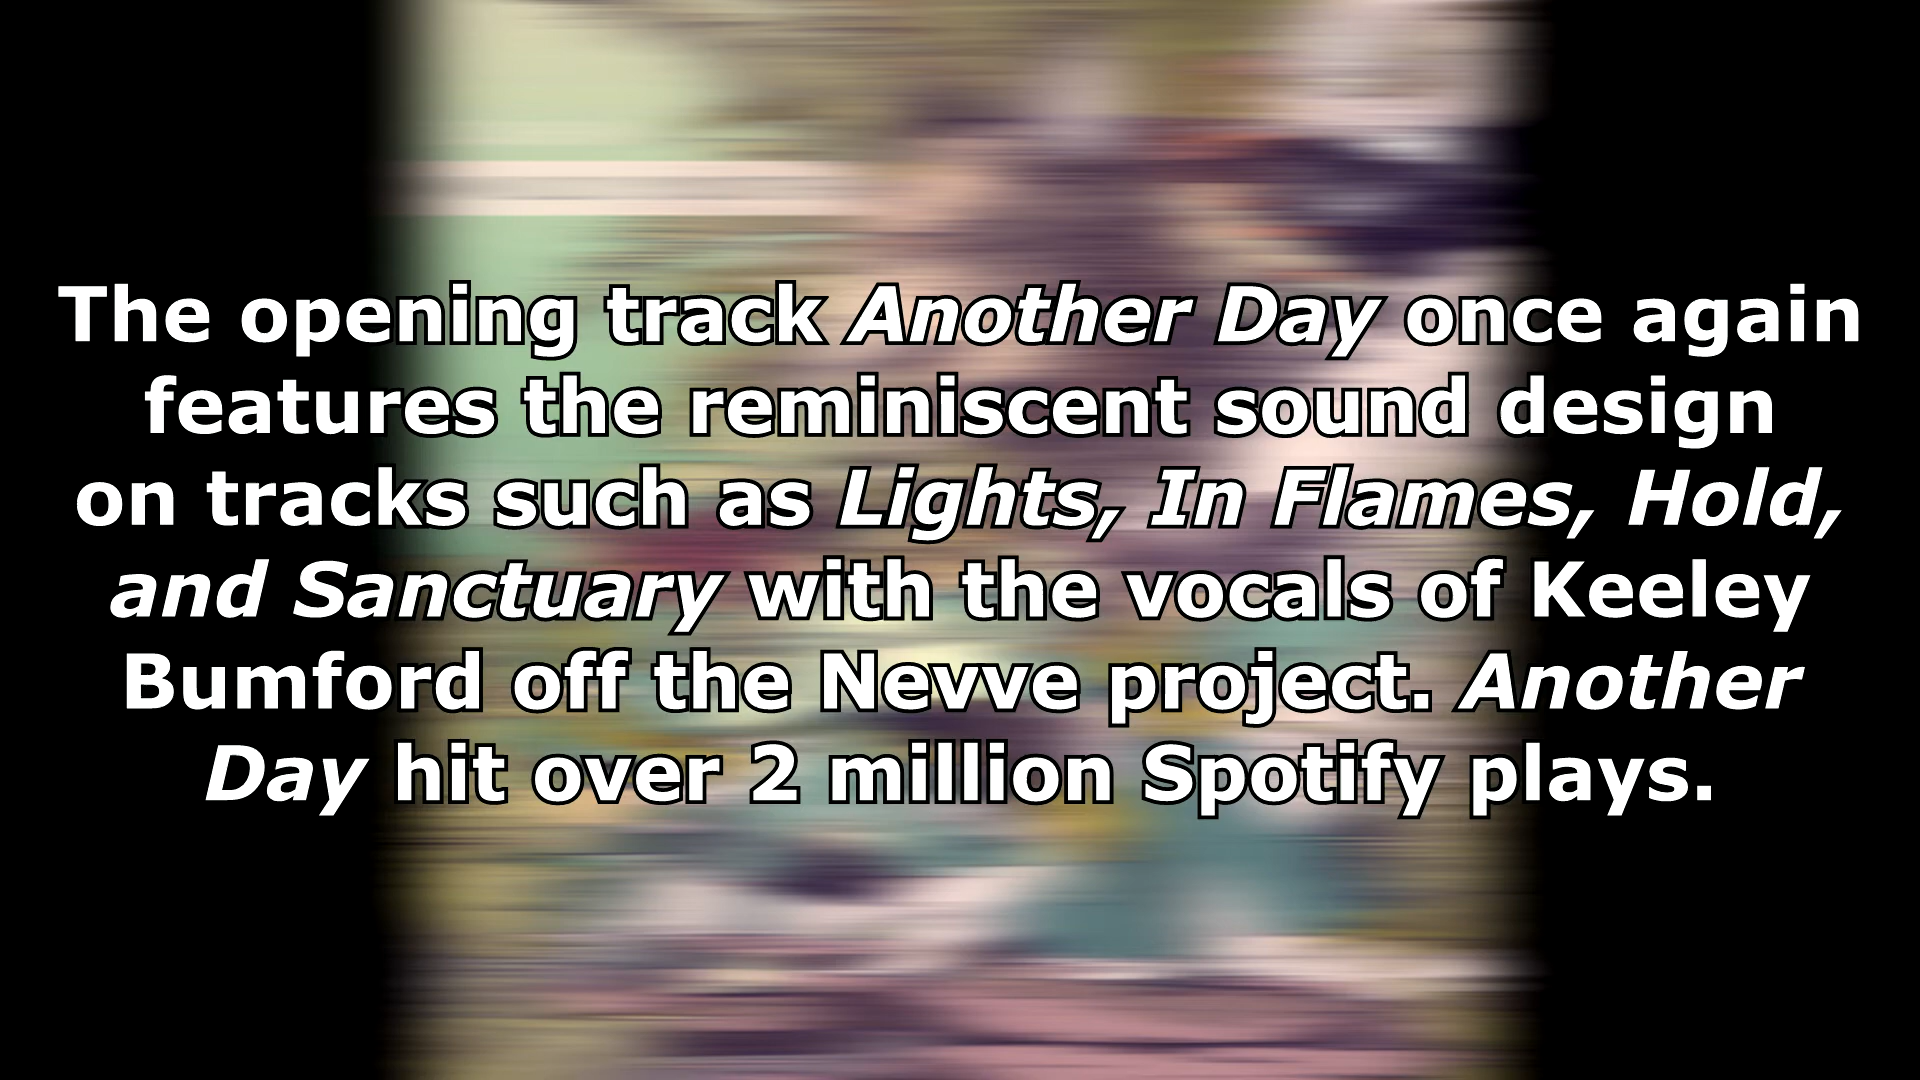 The opening track Another Day once again
features the reminiscent sound design
on tracks such as Lights, In Flames, Hold,
and Sanctuary with the vocals of Keeley
Bumford off the Nevve project. Another
Day hit over 2 million Spotify plays.